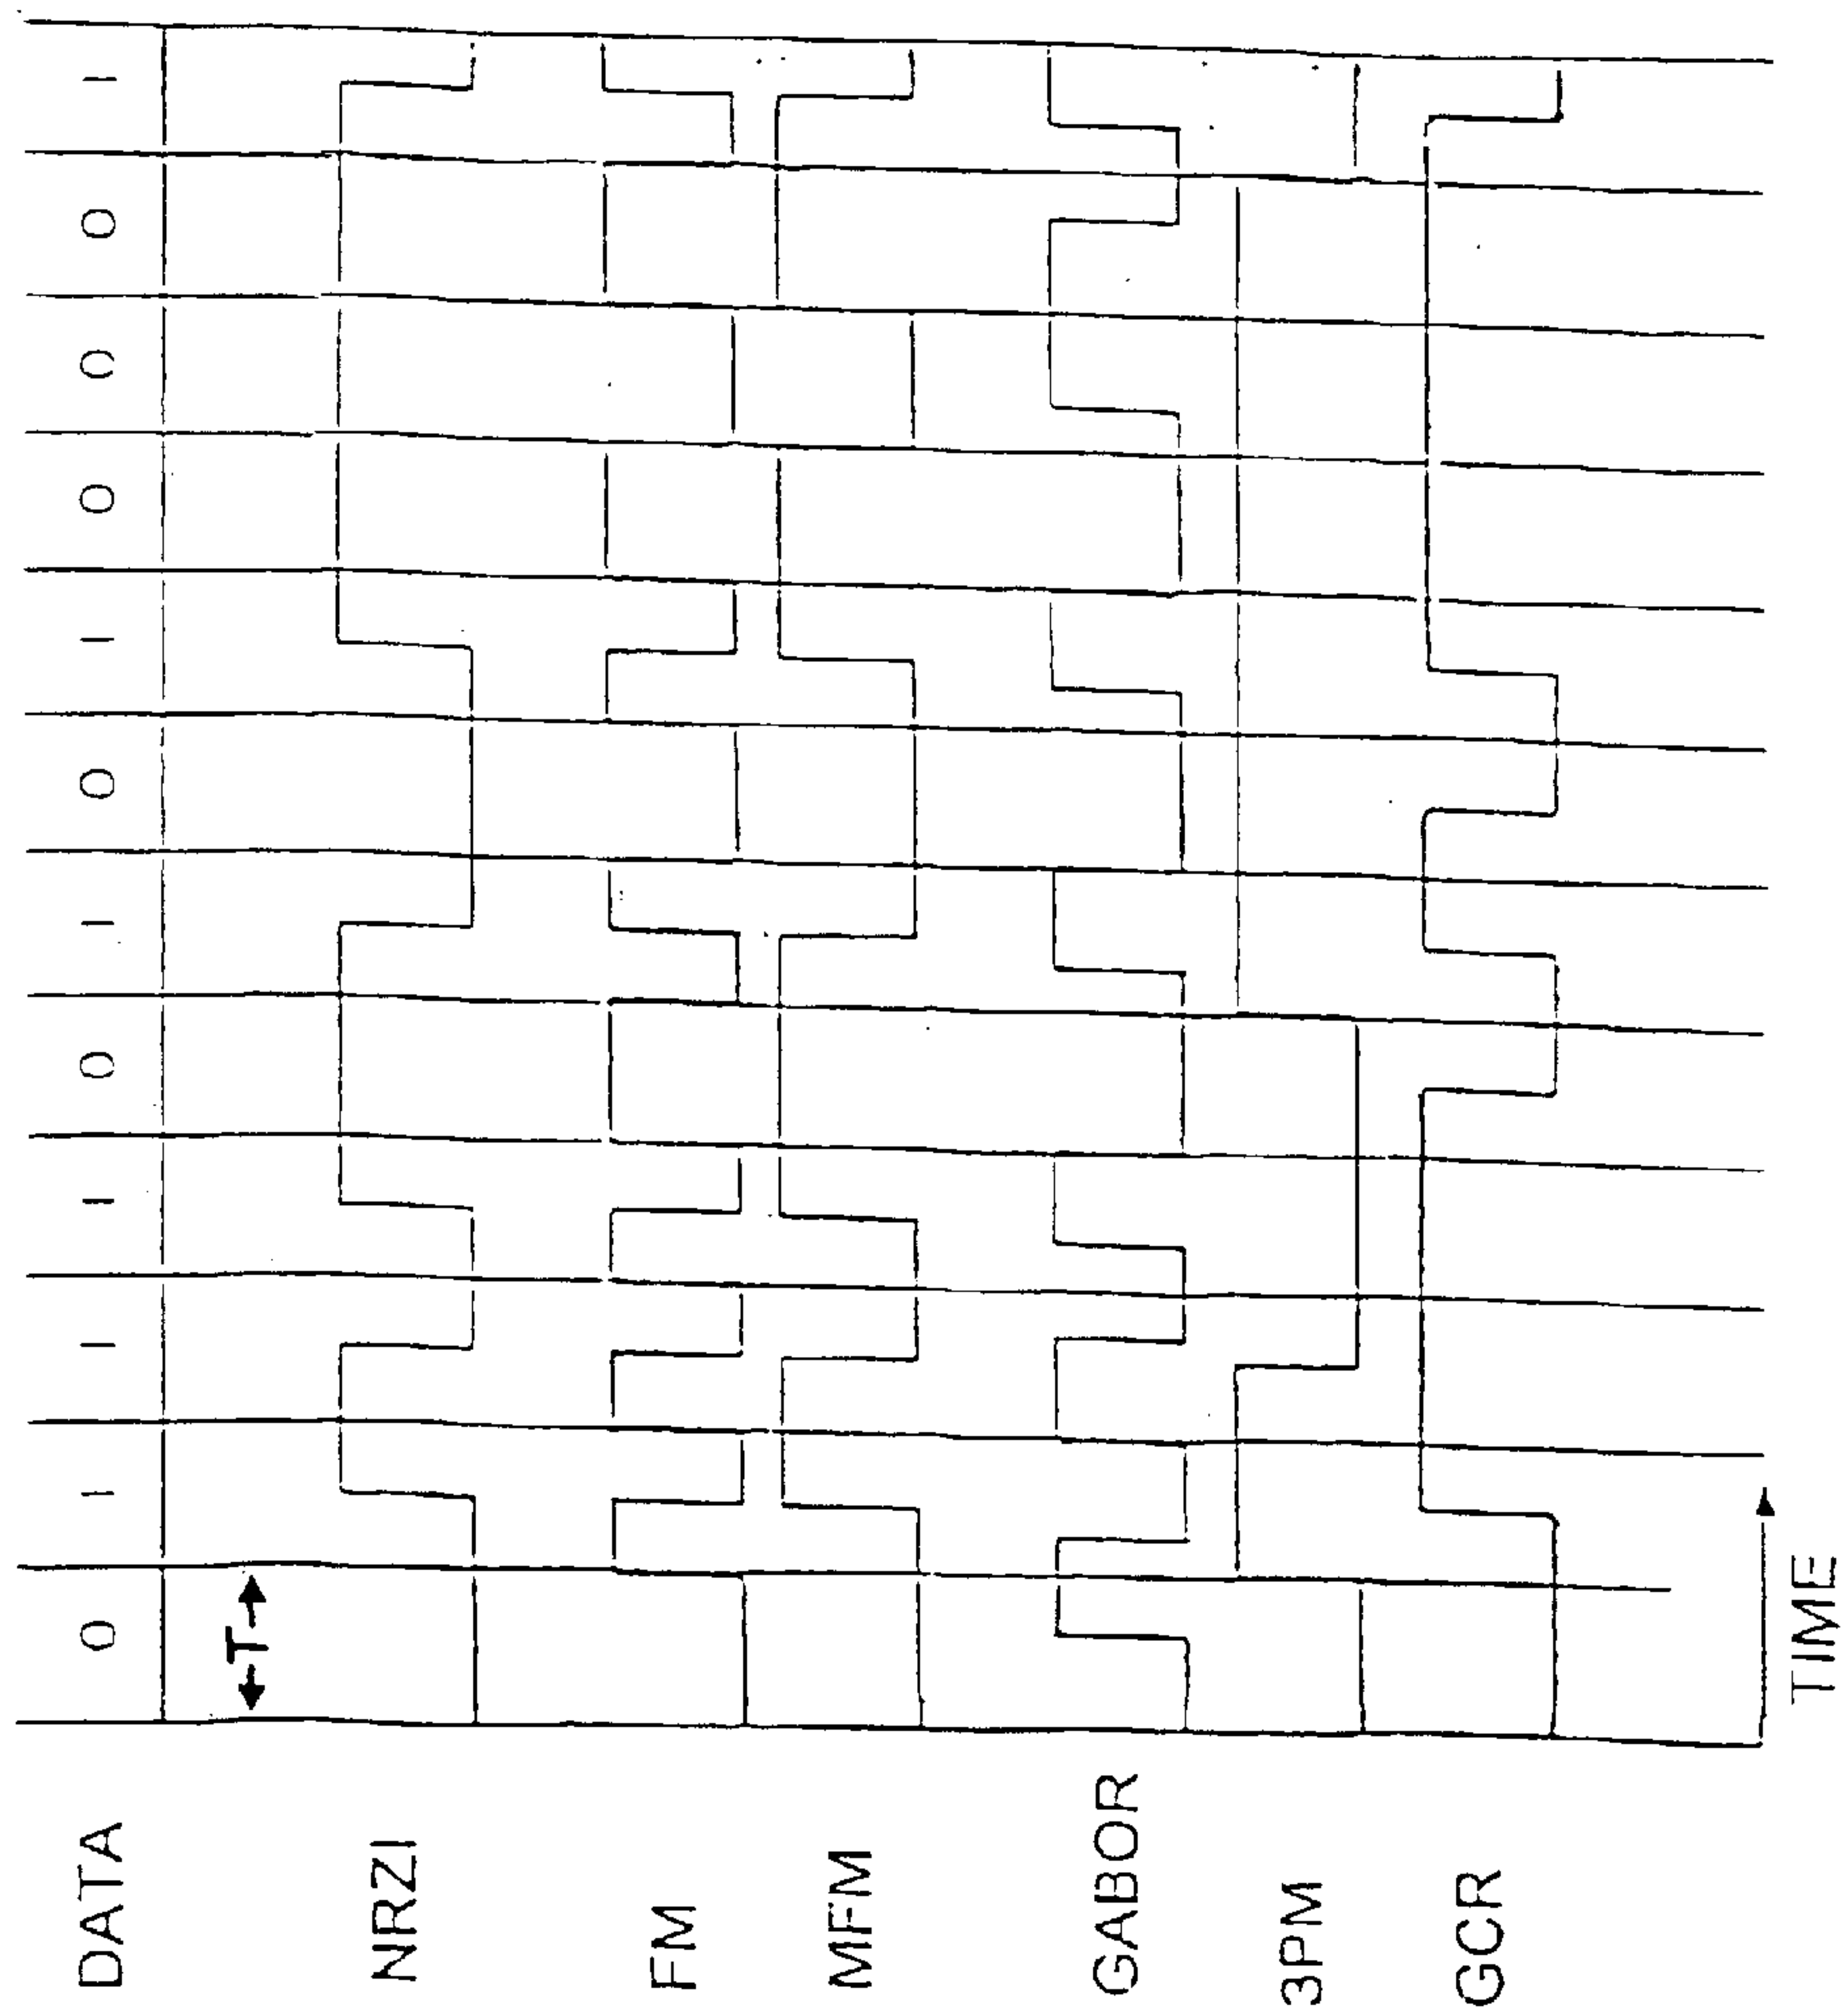 DATA 0 1 1 1 0 1 0 1 0 0 0 1
T
NRZI
FM
MFM
GABOR
3PM
GCR
TIME